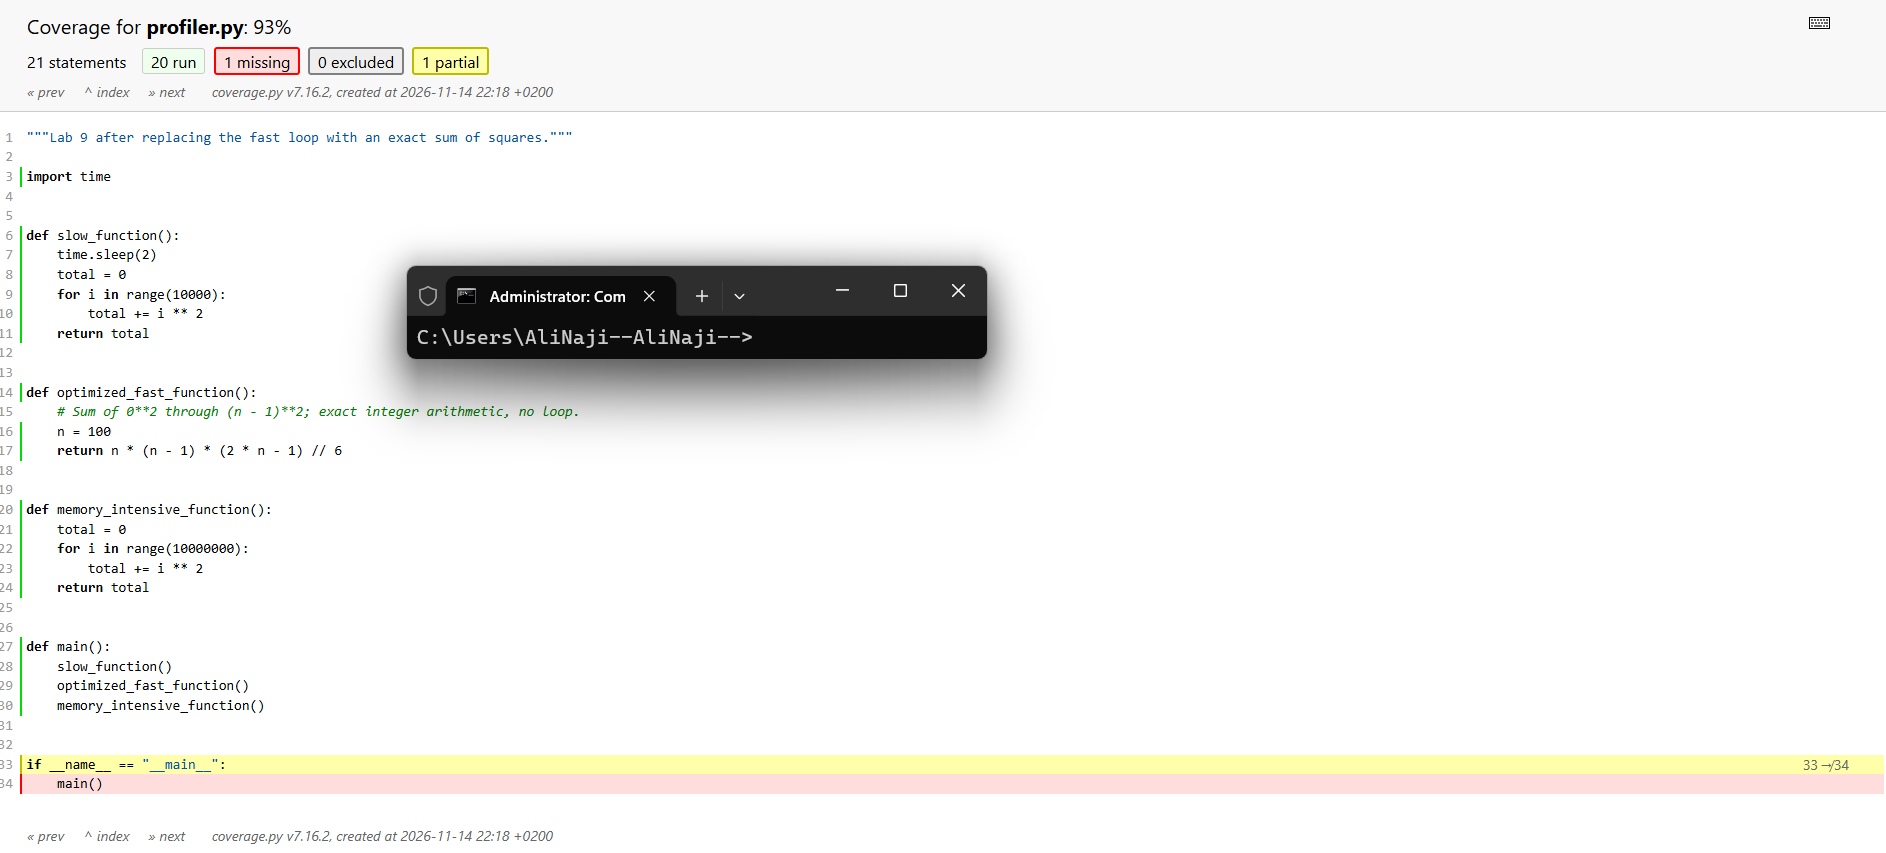 Coverage for profiler.py: 93%
21 statements 20 run 1 missing 0 excluded 1 partial
« prev ^ index » next coverage.py v7.16.2, created at 2026-11-14 22:18 +0200
1 """Lab 9 after replacing the fast loop with an exact sum of squares."""
2
3 import time
4
5
6 def slow_function():
7 time.sleep(2)
8 total = 0
9 for i in range(10000):
10 total += i ** 2
11 return total
12
13
14 def optimized_fast_function():
15 # Sum of 0**2 through (n - 1)**2; exact integer arithmetic, no loop.
16 n = 100
17 return n * (n - 1) * (2 * n - 1) // 6
18
19
20 def memory_intensive_function():
21 total = 0
22 for i in range(10000000):
23 total += i ** 2
24 return total
25
26
27 def main():
28 slow_function()
29 optimized_fast_function()
30 memory_intensive_function()
31
32
33 if __name__ == "__main__": 33 ↛ 34
34 main()
« prev ^ index » next coverage.py v7.16.2, created at 2026-11-14 22:18 +0200
Administrator: Com
C:\Users\AliNaji--AliNaji-->